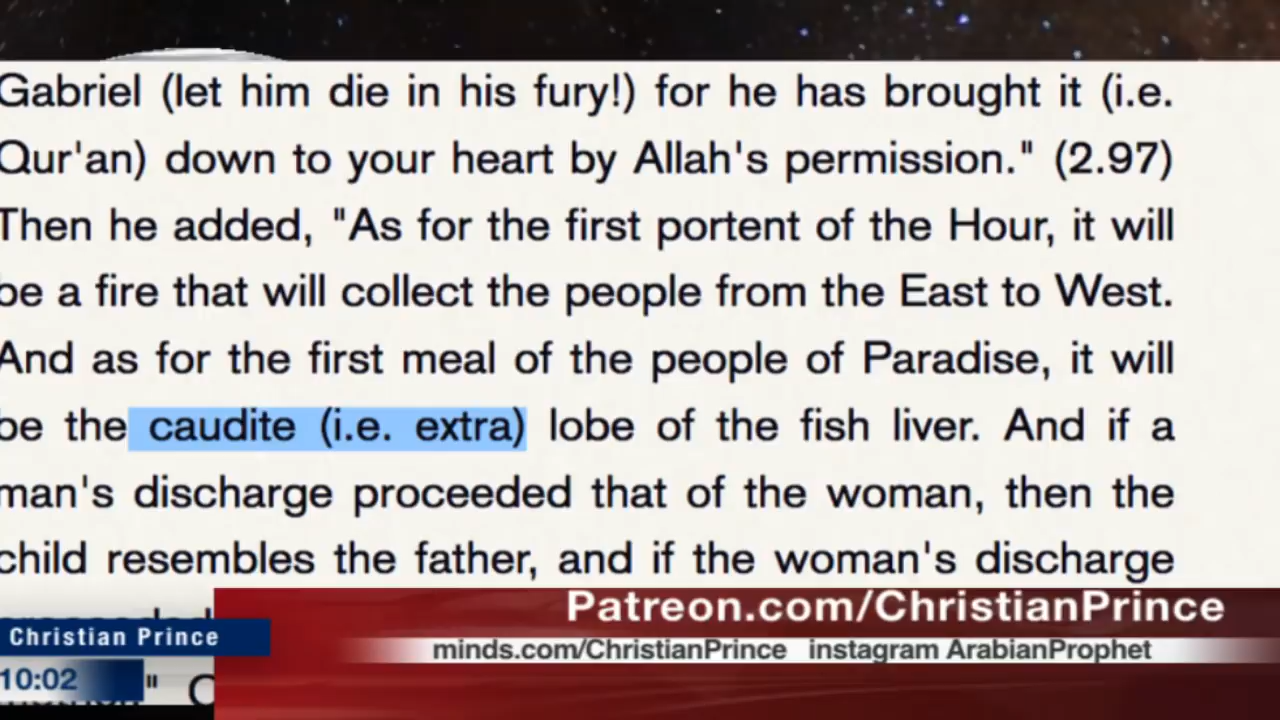 Gabriel (let him die in his fury!) for he has brought it (i.e.
Qur'an) down to your heart by Allah's permission." (2.97)
Then he added, "As for the first portent of the Hour, it will
be a fire that will collect the people from the East to West.
And as for the first meal of the people of Paradise, it will
be the caudite (i.e. extra) lobe of the fish liver. And if a
man's discharge proceeded that of the woman, then the
child resembles the father, and if the woman's discharge
Patreon.com/ChristianPrince
Christian Prince
minds.com/ChristianPrince instagram ArabianProphet
10:02